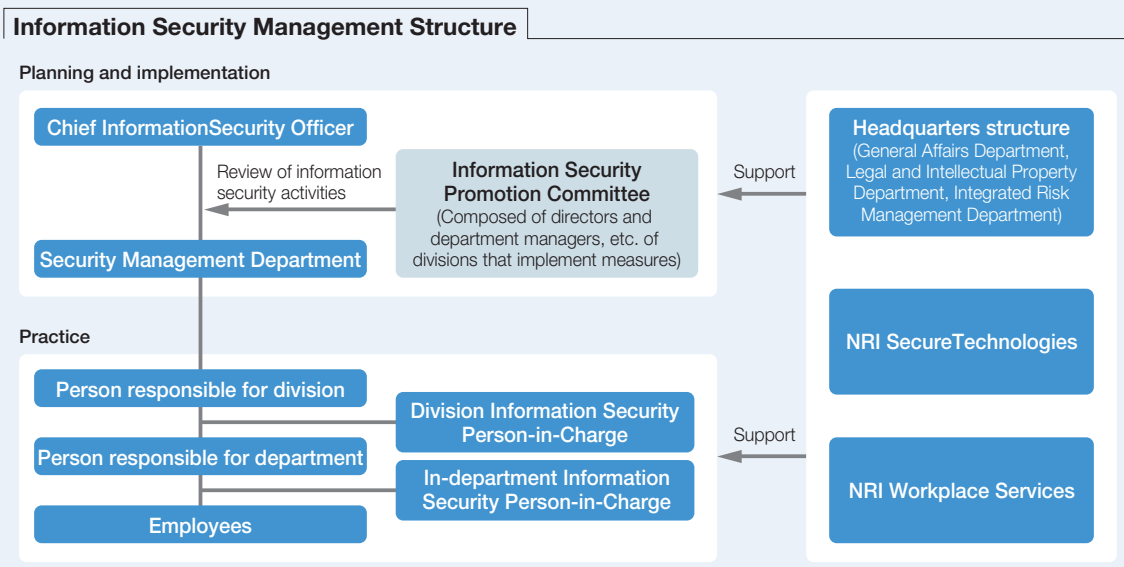 Information Security Management Structure
Planning and implementation
Chief InformationSecurity Officer
Review of information
security activities
Information Security
Promotion Committee
(Composed of directors and
department managers, etc. of
divisions that implement measures)
Security Management Department
Support
Headquarters structure
(General Affairs Department,
Legal and Intellectual Property
Department, Integrated Risk
Management Department)
NRI SecureTechnologies
NRI Workplace Services
Practice
Person responsible for division
Division Information Security
Person-in-Charge
Person responsible for department
In-department Information
Security Person-in-Charge
Employees
Support